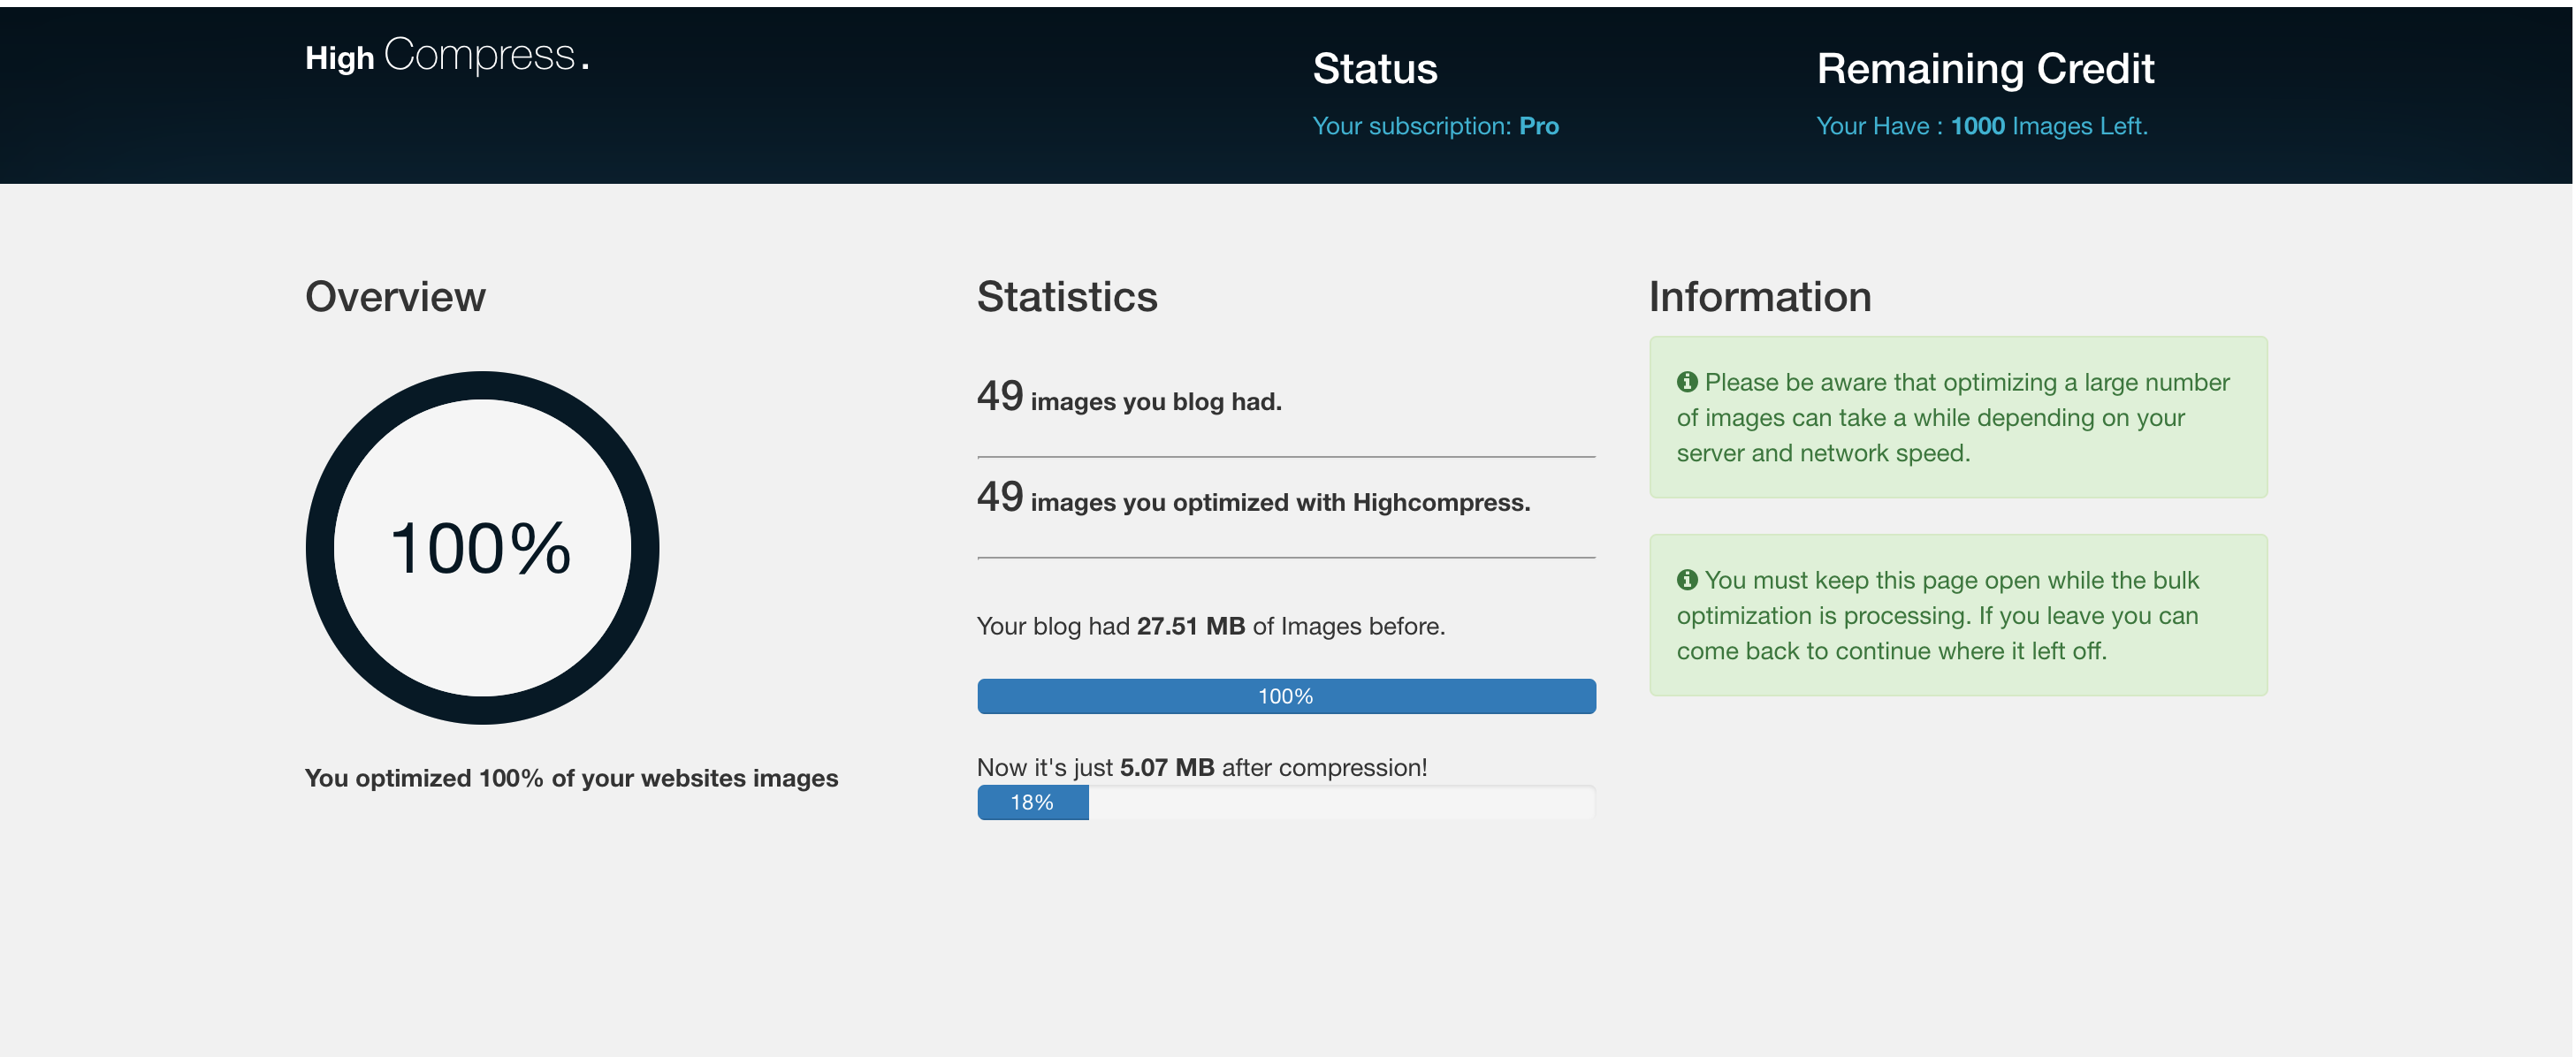 High Compress.
Status
Your subscription: Pro
Remaining Credit
Your Have : 1000 Images Left.
Overview
100%
You optimized 100% of your websites images
Statistics
49 images you blog had.
49 images you optimized with Highcompress.
Your blog had 27.51 MB of Images before.
100%
Now it's just 5.07 MB after compression!
18%
Information
Please be aware that optimizing a large number
of images can take a while depending on your
server and network speed.
You must keep this page open while the bulk
optimization is processing. If you leave you can
come back to continue where it left off.